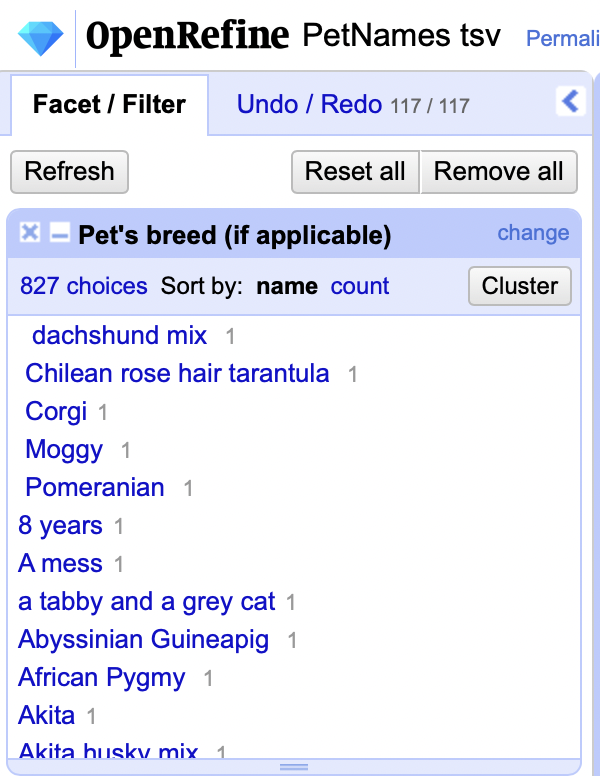 OpenRefine PetNames tsv Permali
Facet / Filter Undo / Redo 117 / 117
Refresh Reset all Remove all
Pet's breed (if applicable) change
827 choices Sort by: name count Cluster
dachshund mix 1
Chilean rose hair tarantula 1
Corgi 1
Moggy 1
Pomeranian 1
8 years 1
A mess 1
a tabby and a grey cat 1
Abyssinian Guineapig 1
African Pygmy 1
Akita 1
Akita husky mix 1